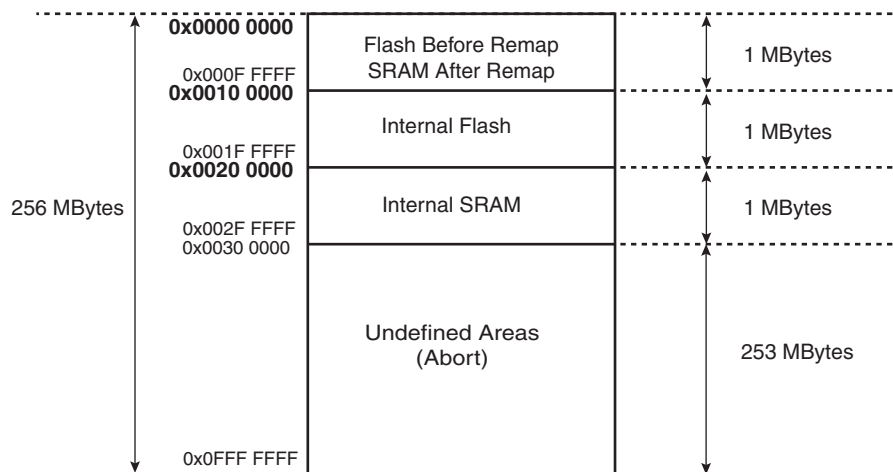 0x0000 0000
Flash Before Remap
SRAM After Remap
1 MBytes
0x000F FFFF
0x0010 0000
Internal Flash
1 MBytes
0x001F FFFF
0x0020 0000
256 MBytes
Internal SRAM
1 MBytes
0x002F FFFF
0x0030 0000
Undefined Areas
(Abort)
253 MBytes
0x0FFF FFFF